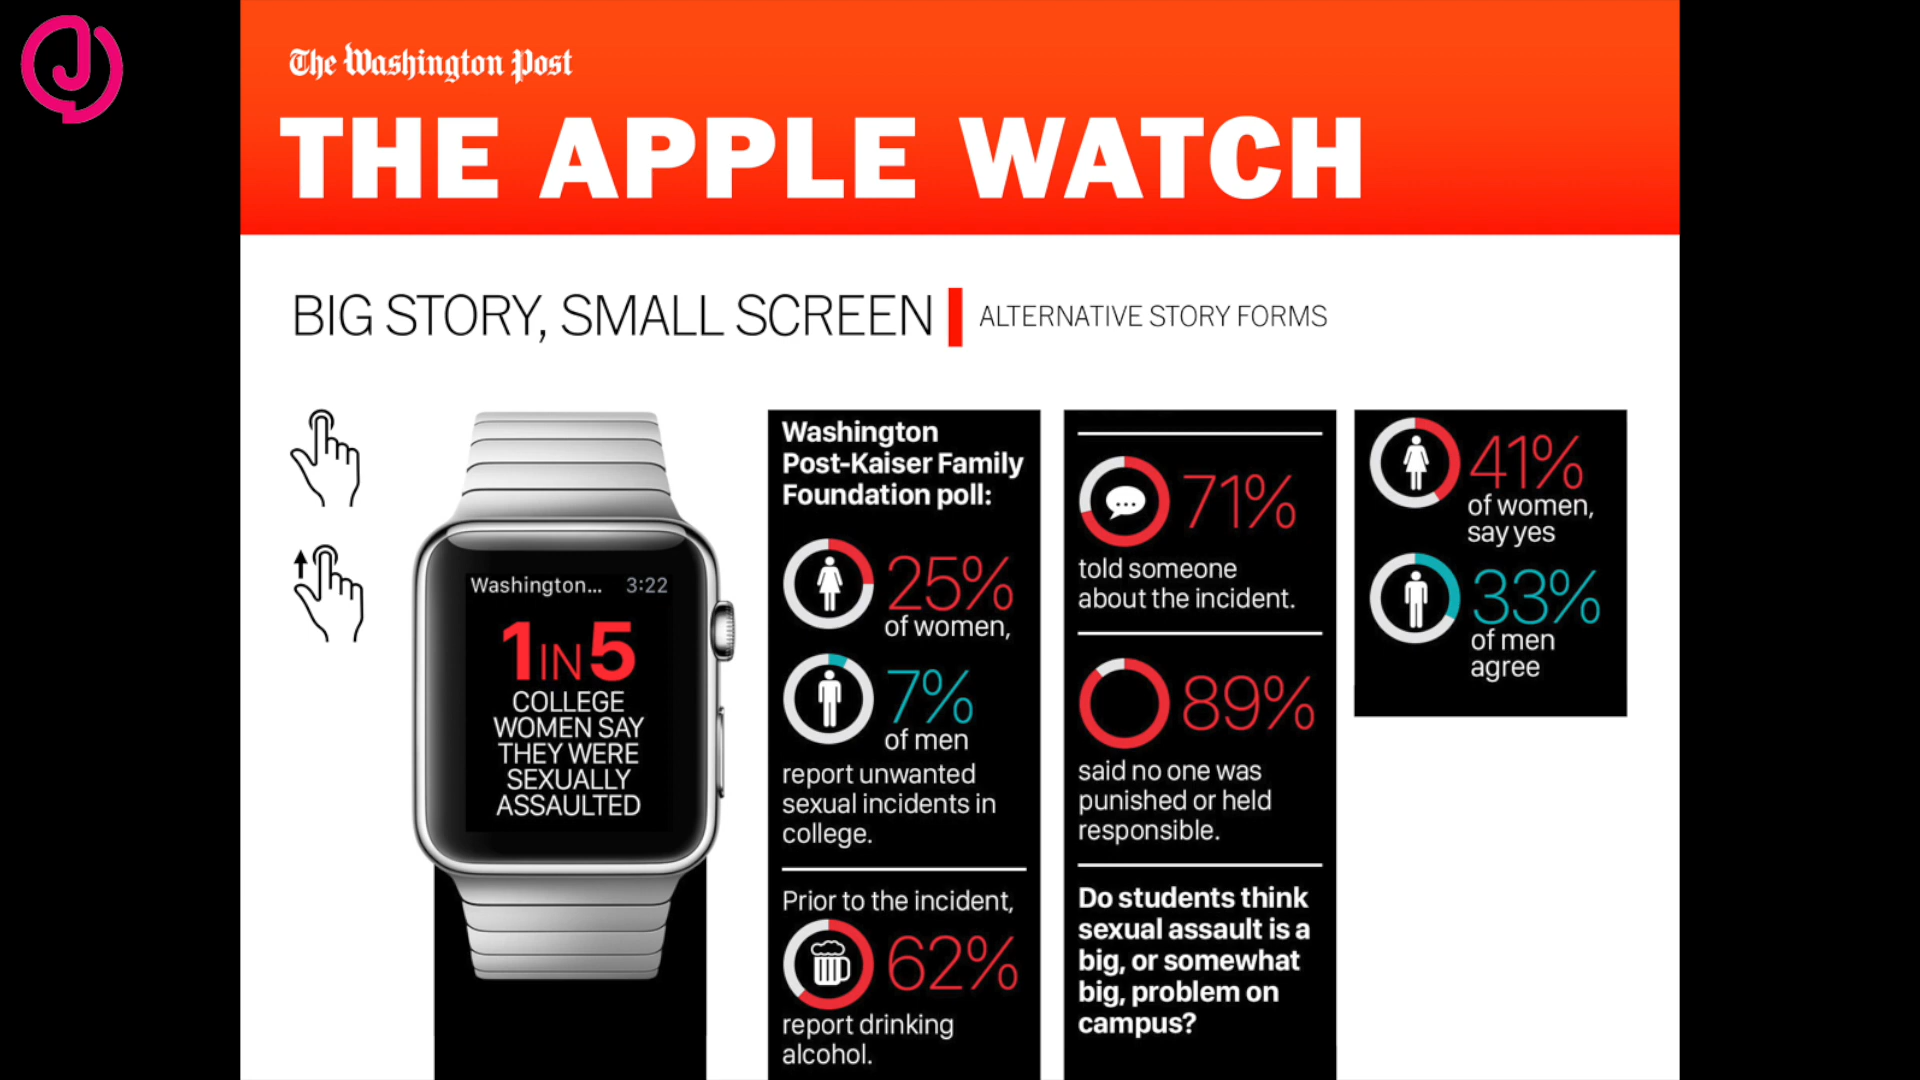 The Washington Post
THE APPLE WATCH
BIG STORY, SMALL SCREEN
ALTERNATIVE STORY FORMS
Washington... 3:22
1 IN 5
COLLEGE
WOMEN SAY
THEY WERE
SEXUALLY
ASSAULTED
Washington
Post-Kaiser Family
Foundation poll:
25%
of women,
7%
of men
report unwanted
sexual incidents in
college.
Prior to the incident,
62%
report drinking
alcohol.
71%
told someone
about the incident.
89%
said no one was
punished or held
responsible.
Do students think
sexual assault is a
big, or somewhat
big, problem on
campus?
41%
of women,
say yes
33%
of men
agree